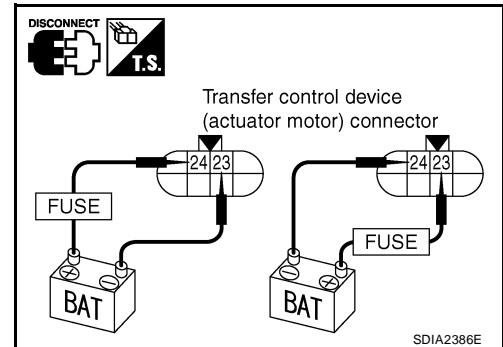 DISCONNECT
T.S.
Transfer control device
(actuator motor) connector
24 23
24 23
FUSE
FUSE
BAT
BAT
SDIA2386E